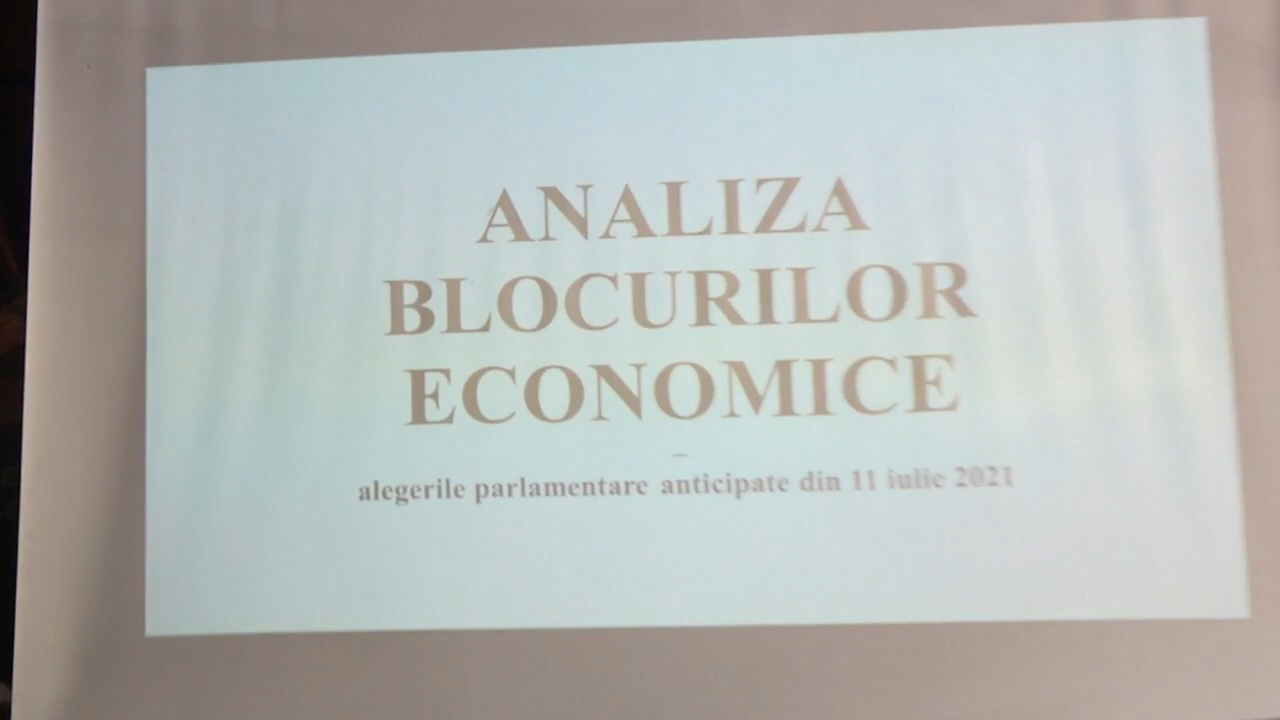 ANALIZA
BLOCURILOR
ECONOMICE
–
alegerile parlamentare anticipate din 11 iulie 2021